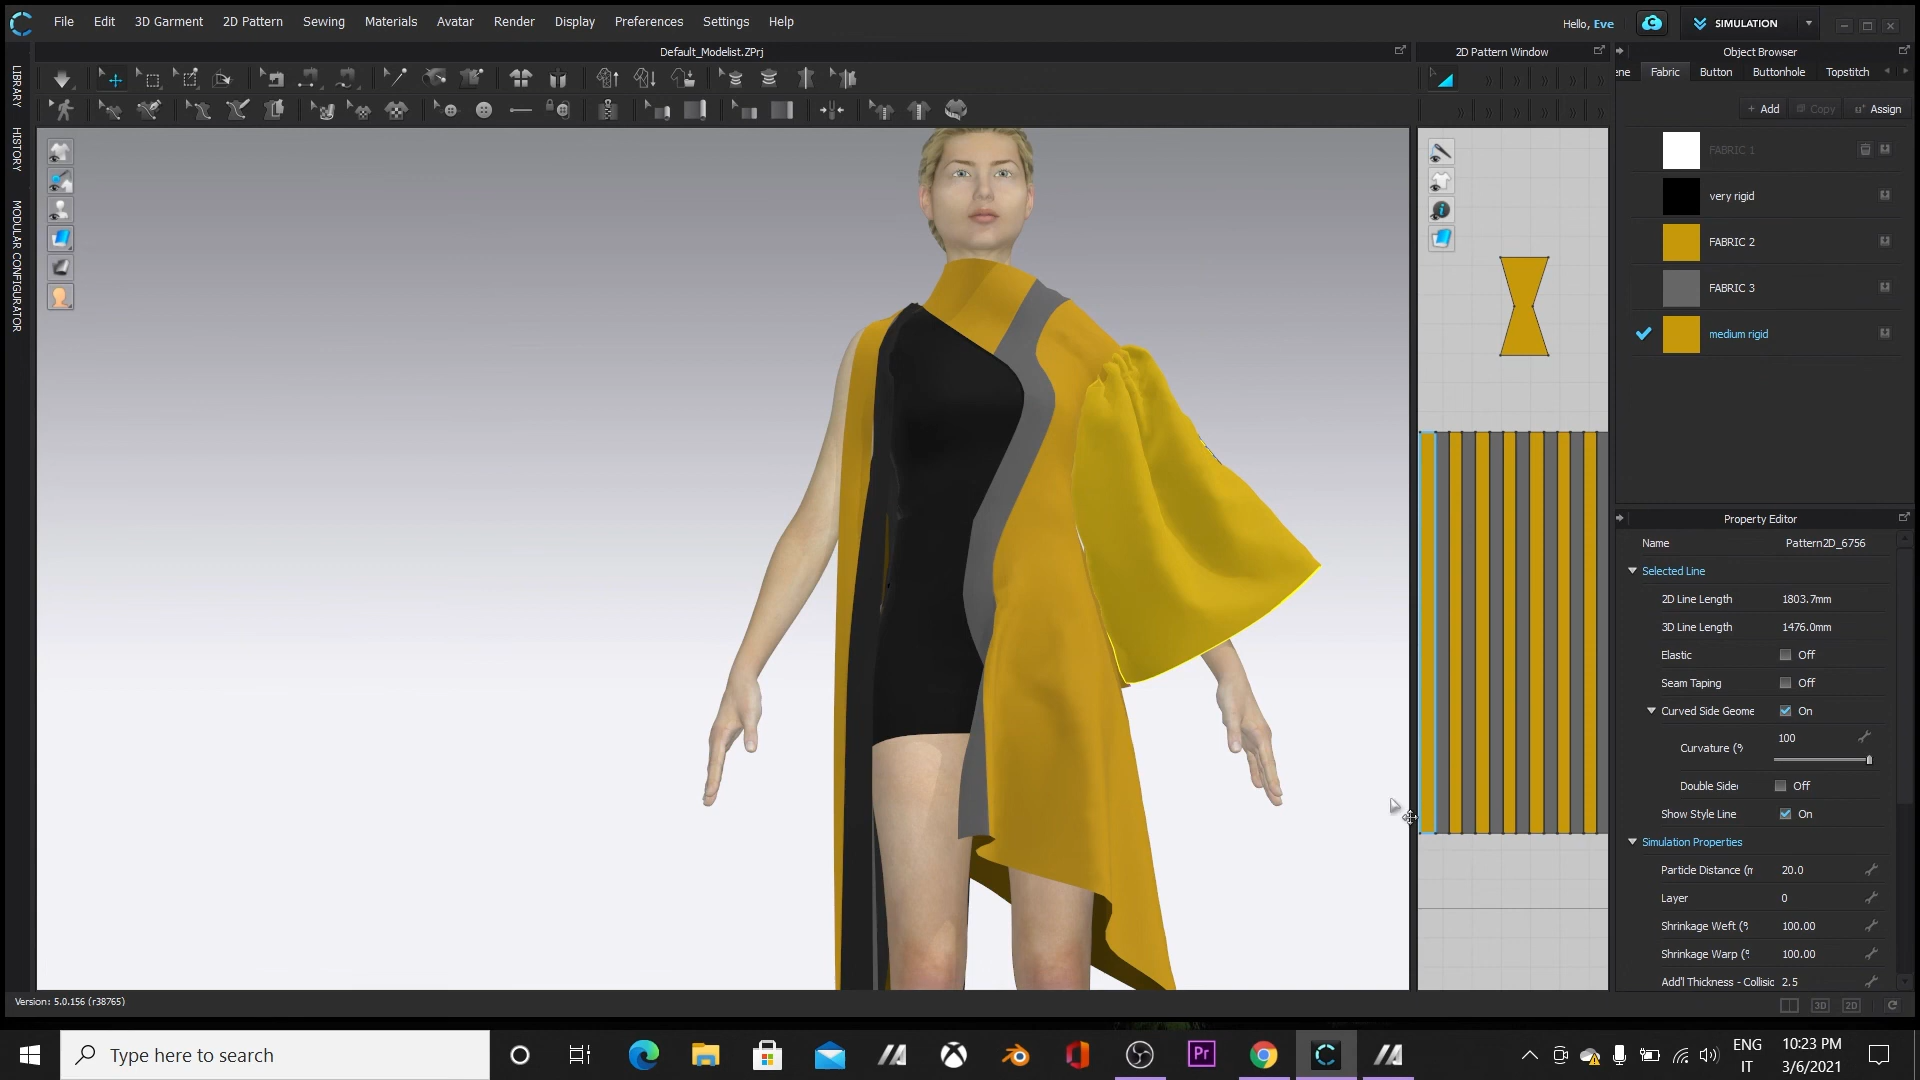 File Edit 3D Garment 2D Pattern Sewing Materials Avatar Render Display Preferences Settings Help
Hello, Eve
SIMULATION
Default_Modelist.ZPrj
2D Pattern Window
Object Browser
ene Fabric Button Buttonhole Topstitch
+ Add Copy Assign
LIBRARY
HISTORY
MODULAR CONFIGURATOR
FABRIC 1
very rigid
FABRIC 2
FABRIC 3
medium rigid
Property Editor
Name Pattern2D_6756
Selected Line
2D Line Length 1803.7mm
3D Line Length 1476.0mm
Elastic Off
Seam Taping Off
Curved Side Geome On
Curvature (% 100
Double Side Off
Show Style Line On
Simulation Properties
Particle Distance (m 20.0
Layer 0
Shrinkage Weft (% 100.00
Shrinkage Warp (% 100.00
Add'l Thickness - Collisic 2.5
Version: 5.0.156 (r38765)
3D 2D
Type here to search
Pr
ENG
IT
10:23 PM
3/6/2021